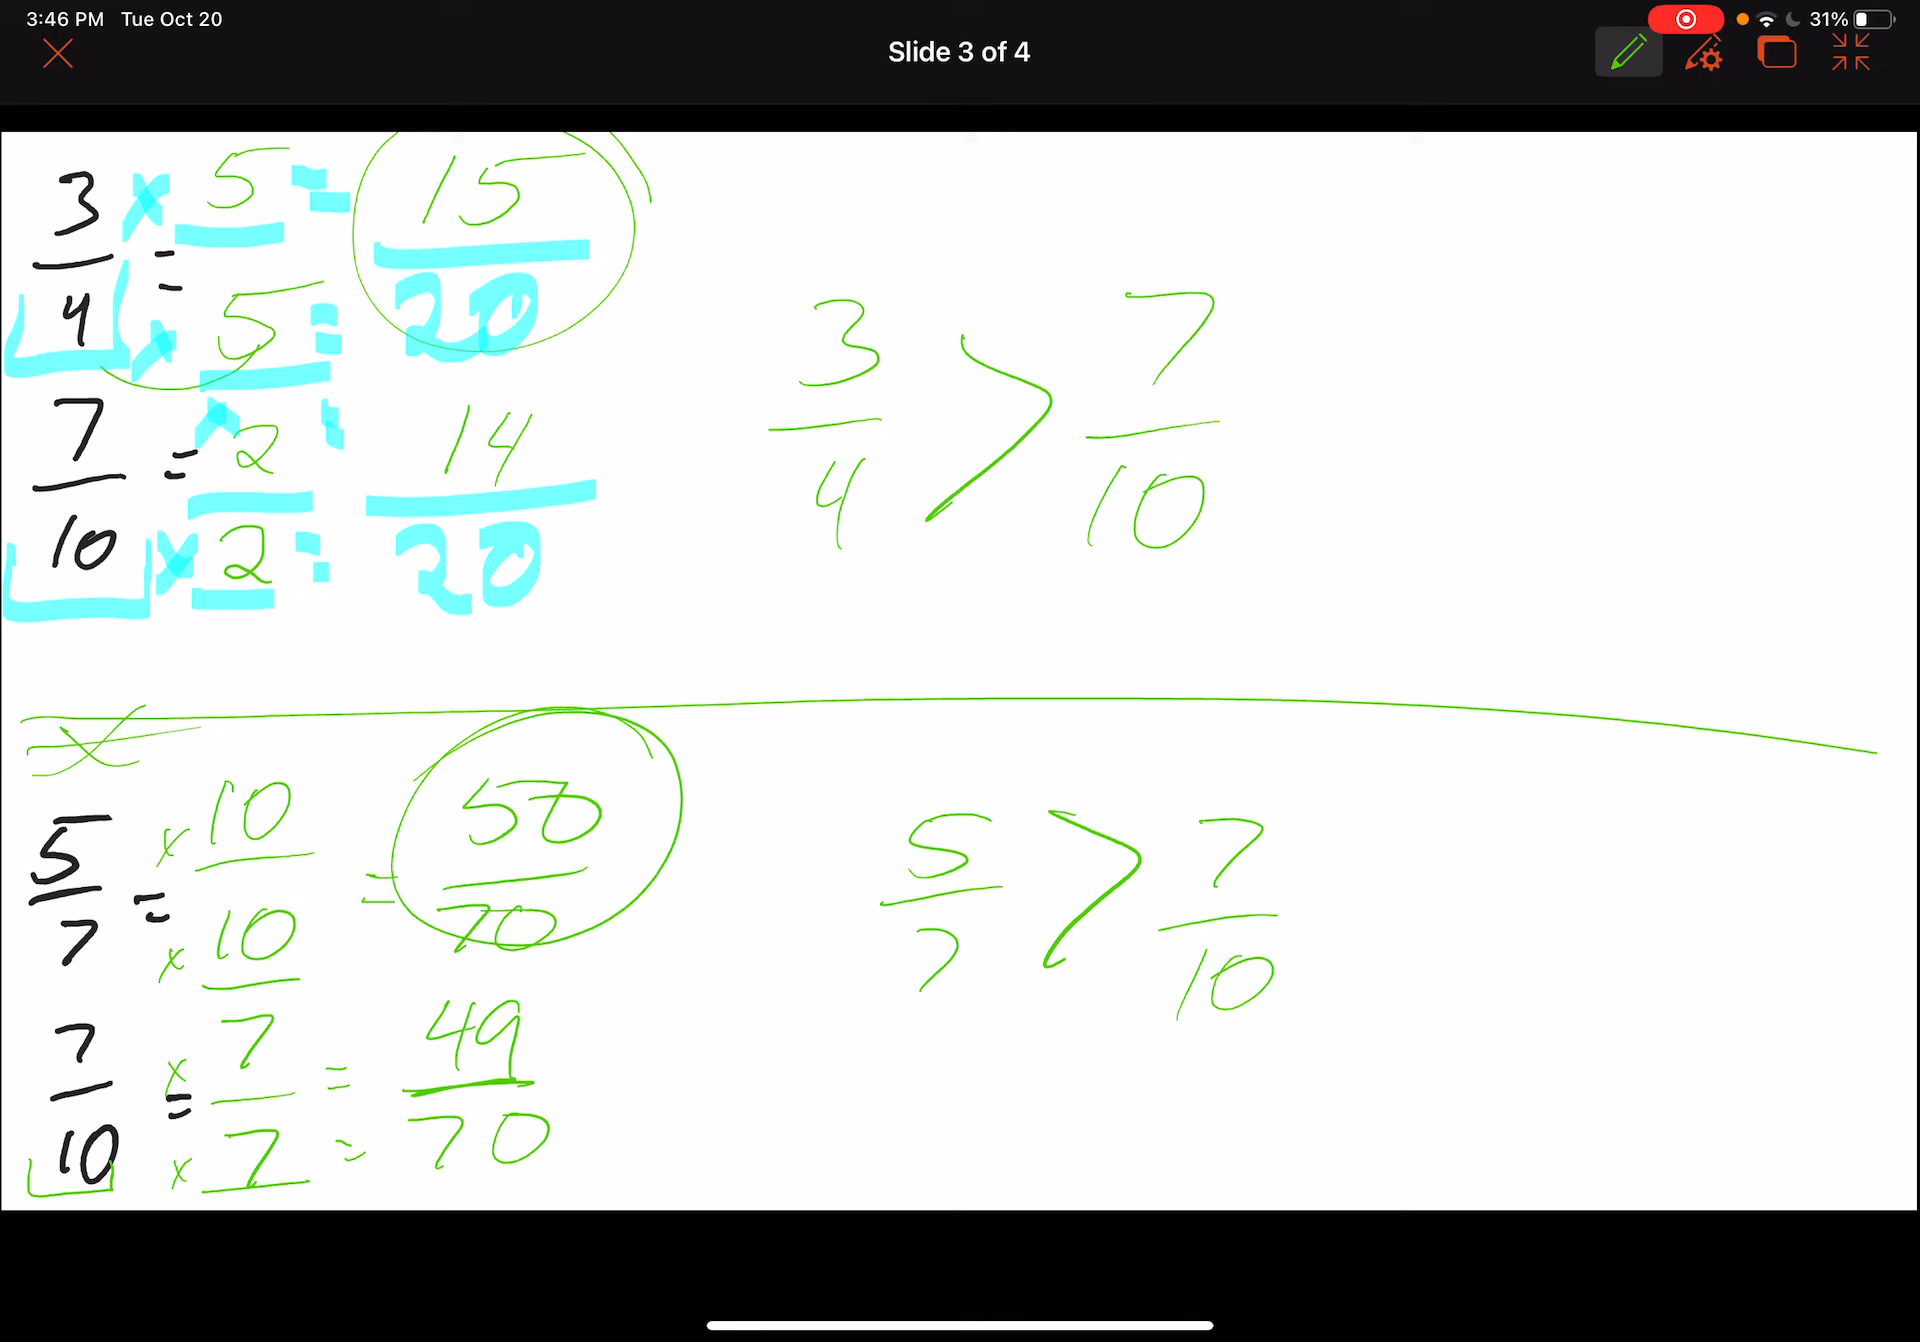 3:46 PM Tue Oct 20
31%
Slide 3 of 4
3 x 5 = 15
4 = x 5 = 20
7 x 2 = 14
10 = x 2 = 20
3 > 7
4 10
5 x 10 = 50
7 = x 10 70
7 x 7 = 49
10 = x 7 = 70
5 > 7
7 10